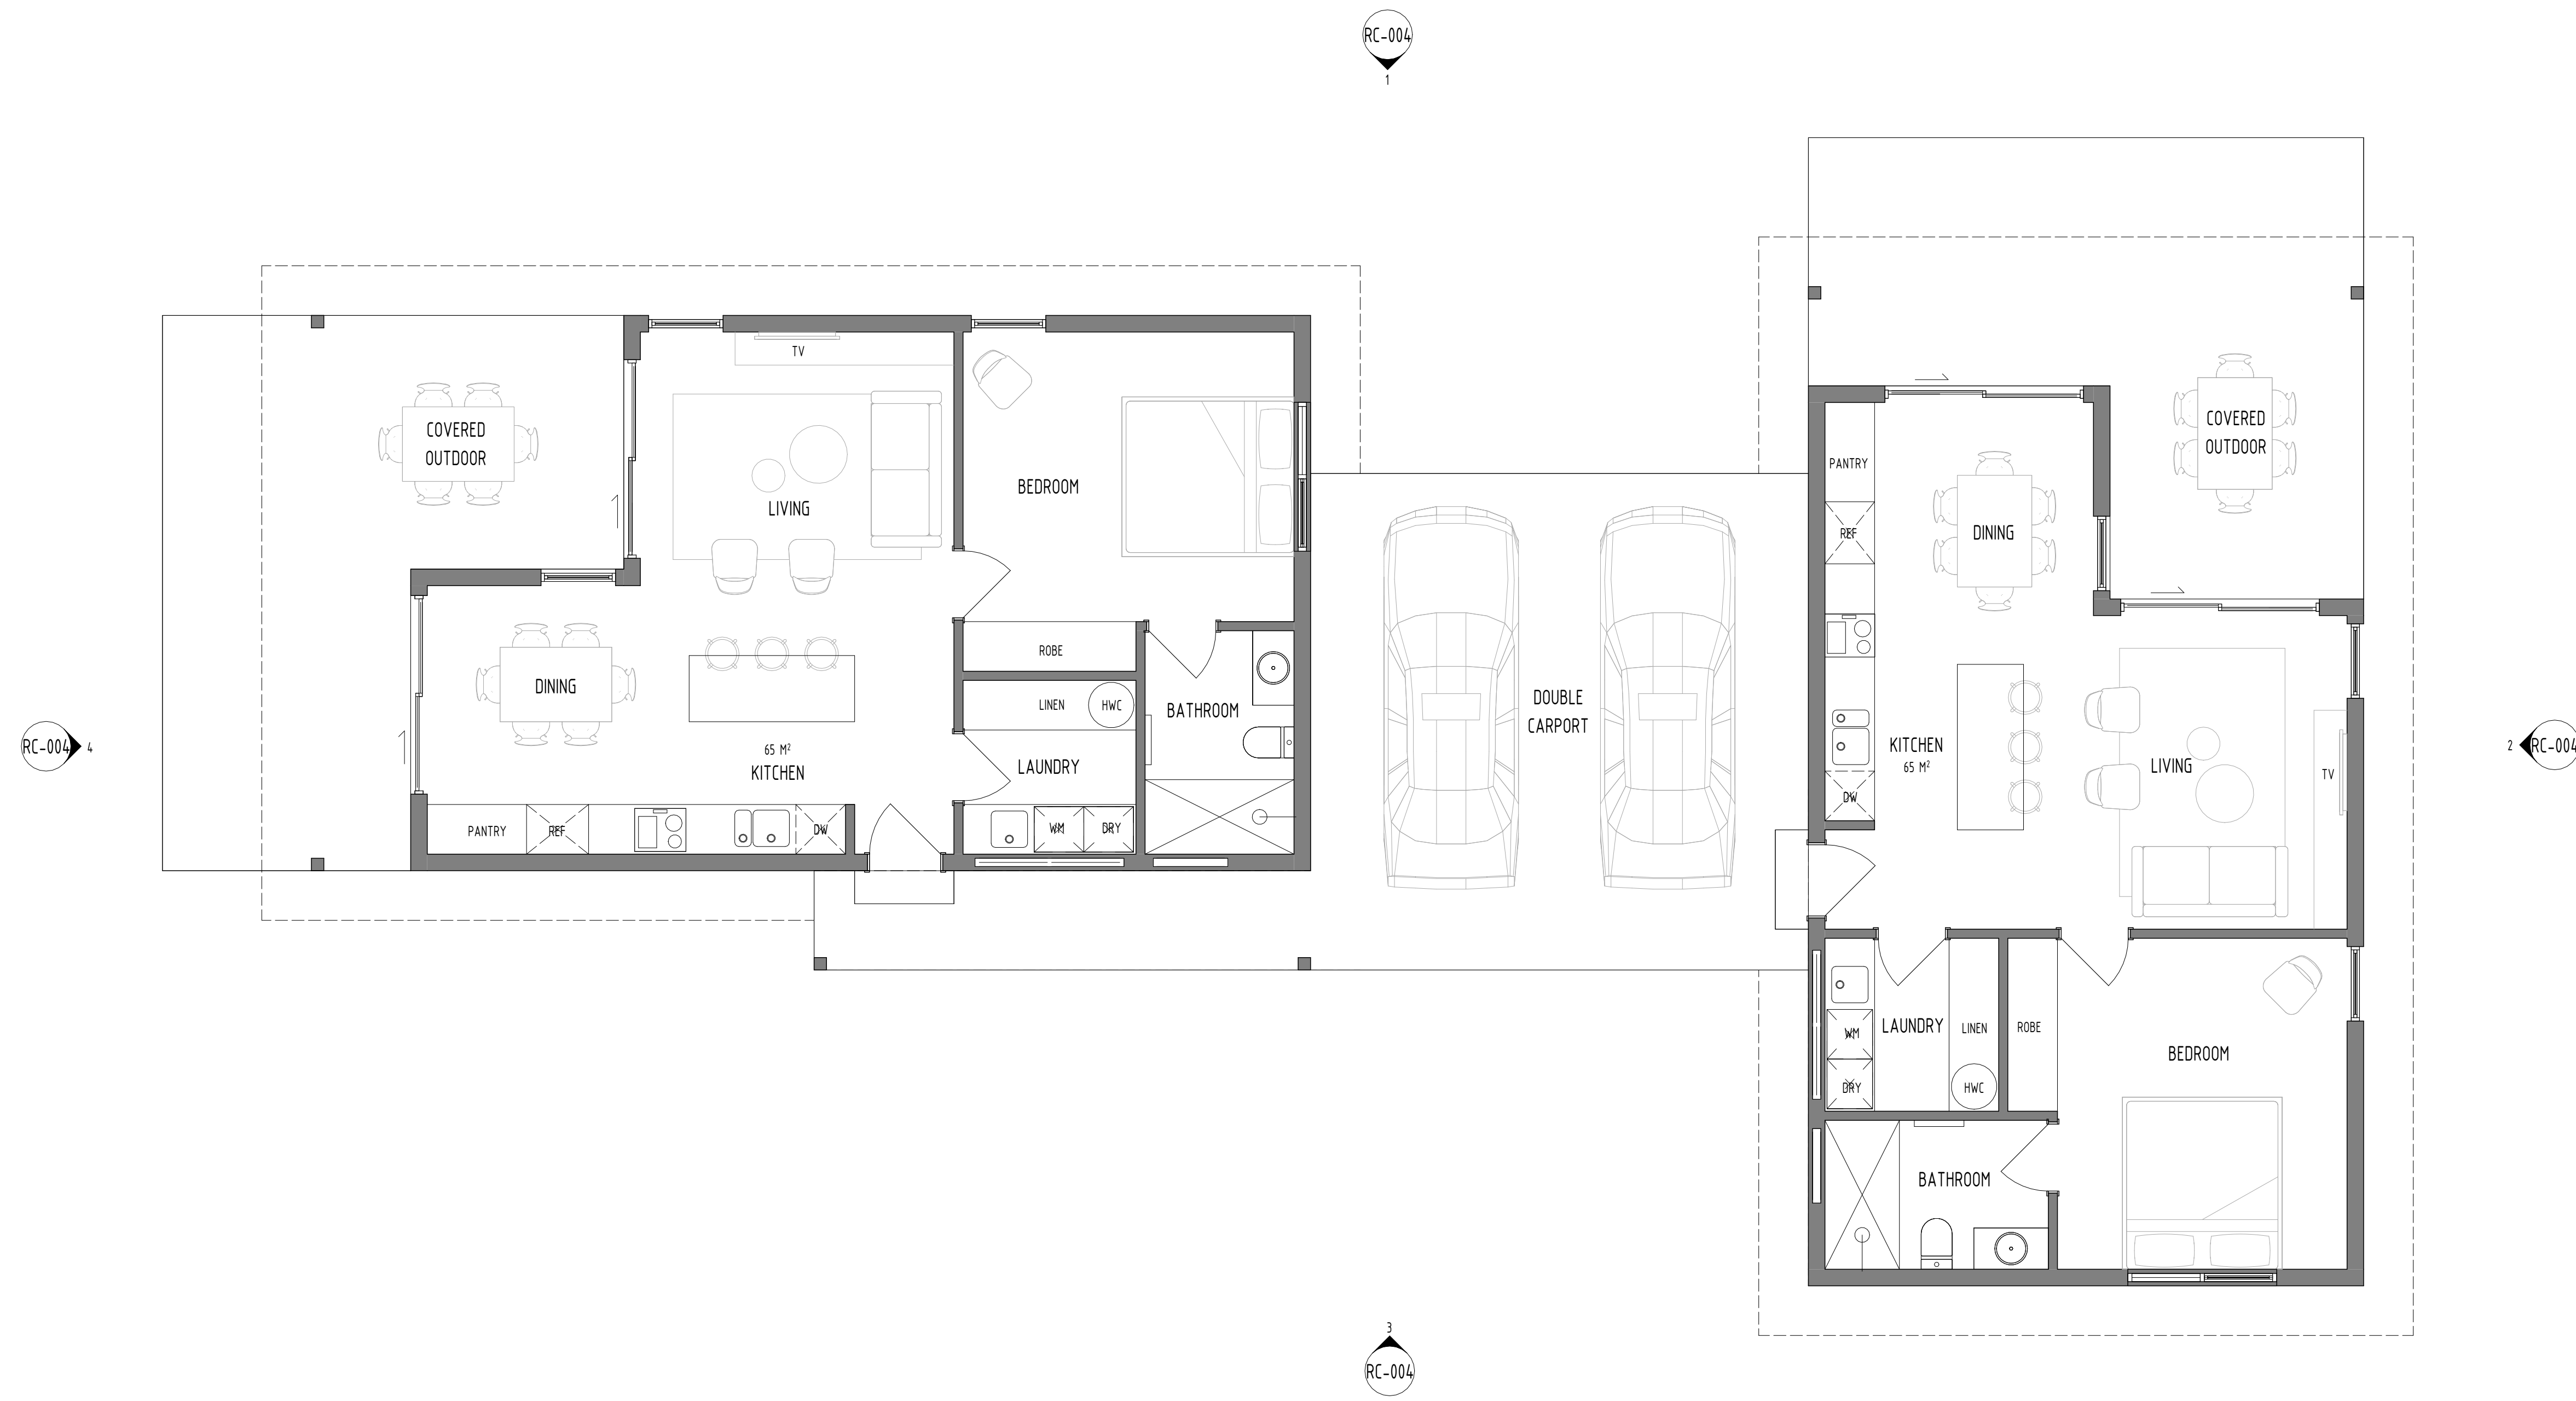 RC-004
1
COVERED
OUTDOOR
TV
LIVING
BEDROOM
DINING
ROBE
LINEN
HWC
BATHROOM
65 M²
KITCHEN
LAUNDRY
PANTRY
REF
DW
WM
DRY
RC-004
4
DOUBLE
CARPORT
COVERED
OUTDOOR
PANTRY
REF
DINING
KITCHEN
65 M²
DW
LIVING
TV
2
RC-004
LAUNDRY
LINEN
ROBE
WM
DRY
HWC
BEDROOM
BATHROOM
3
RC-004